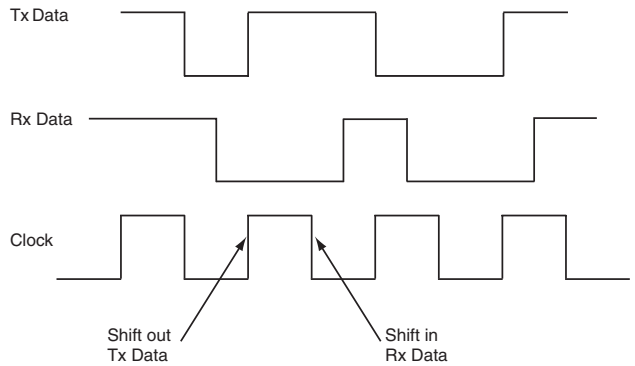 Tx Data
Rx Data
Clock
Shift out
Tx Data
Shift in
Rx Data